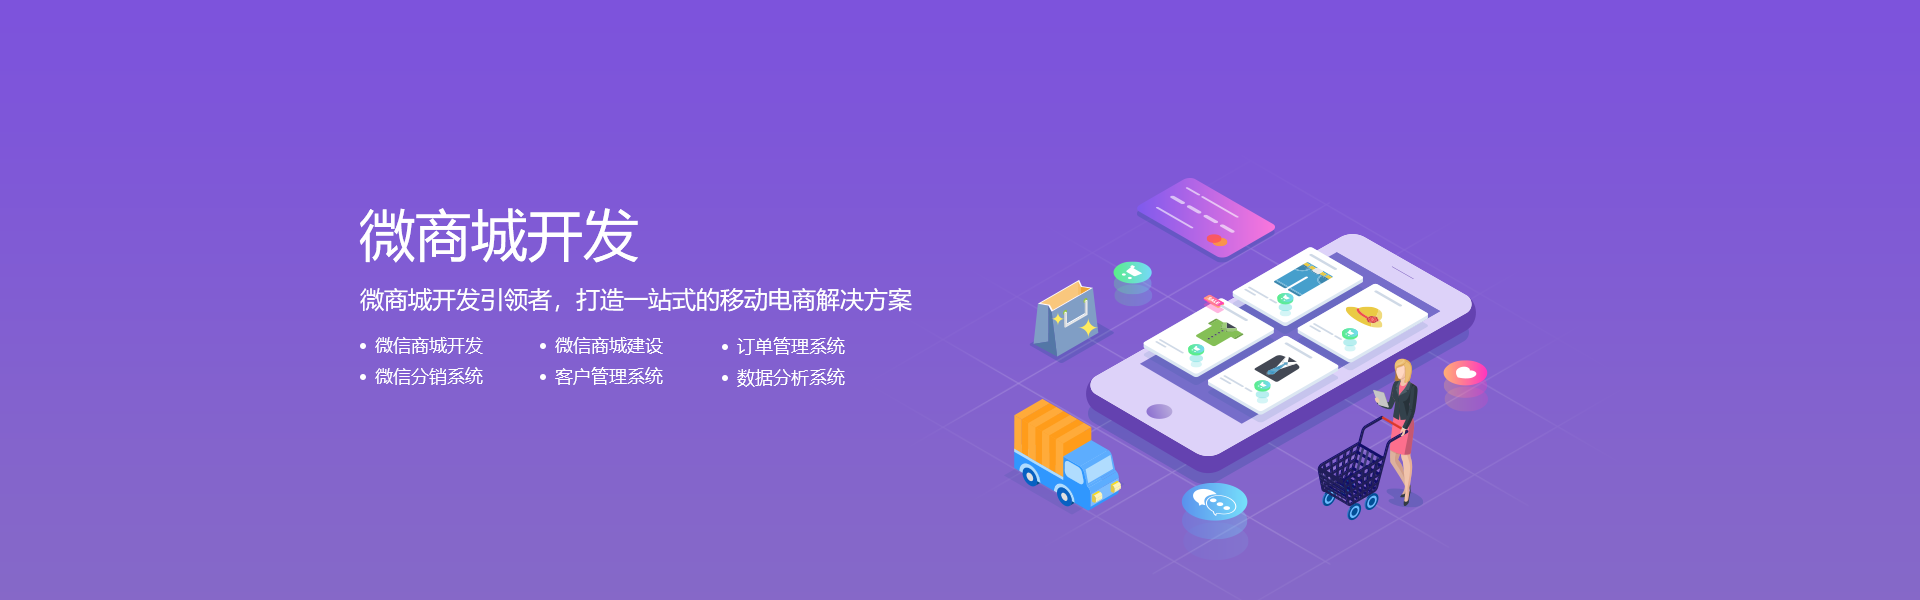 微商城开发
微商城开发引领者，打造一站式的移动电商解决方案
• 微信商城开发 • 微信商城建设 • 订单管理系统
• 微信分销系统 • 客户管理系统 • 数据分析系统
SALE